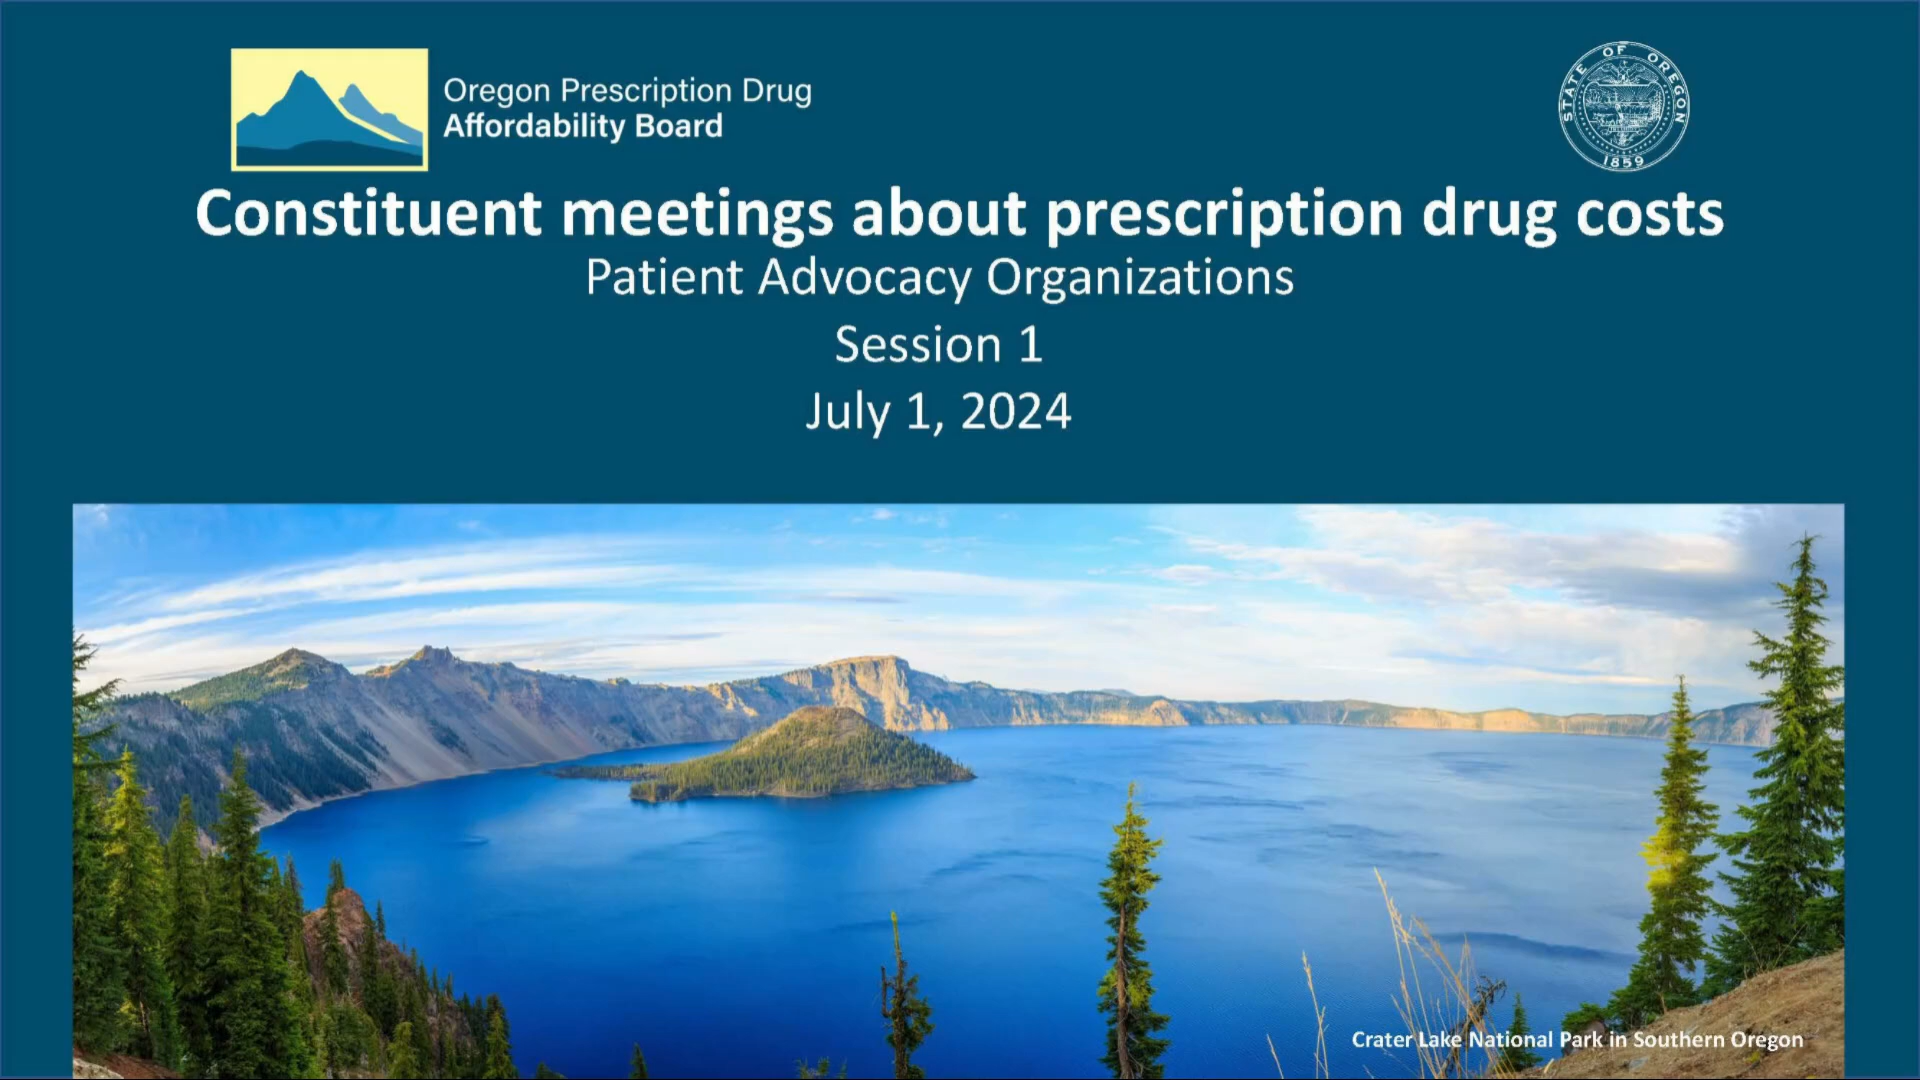 Oregon Prescription Drug
Affordability Board
STATE OF OREGON
1859
Constituent meetings about prescription drug costs
Patient Advocacy Organizations
Session 1
July 1, 2024
Crater Lake National Park in Southern Oregon